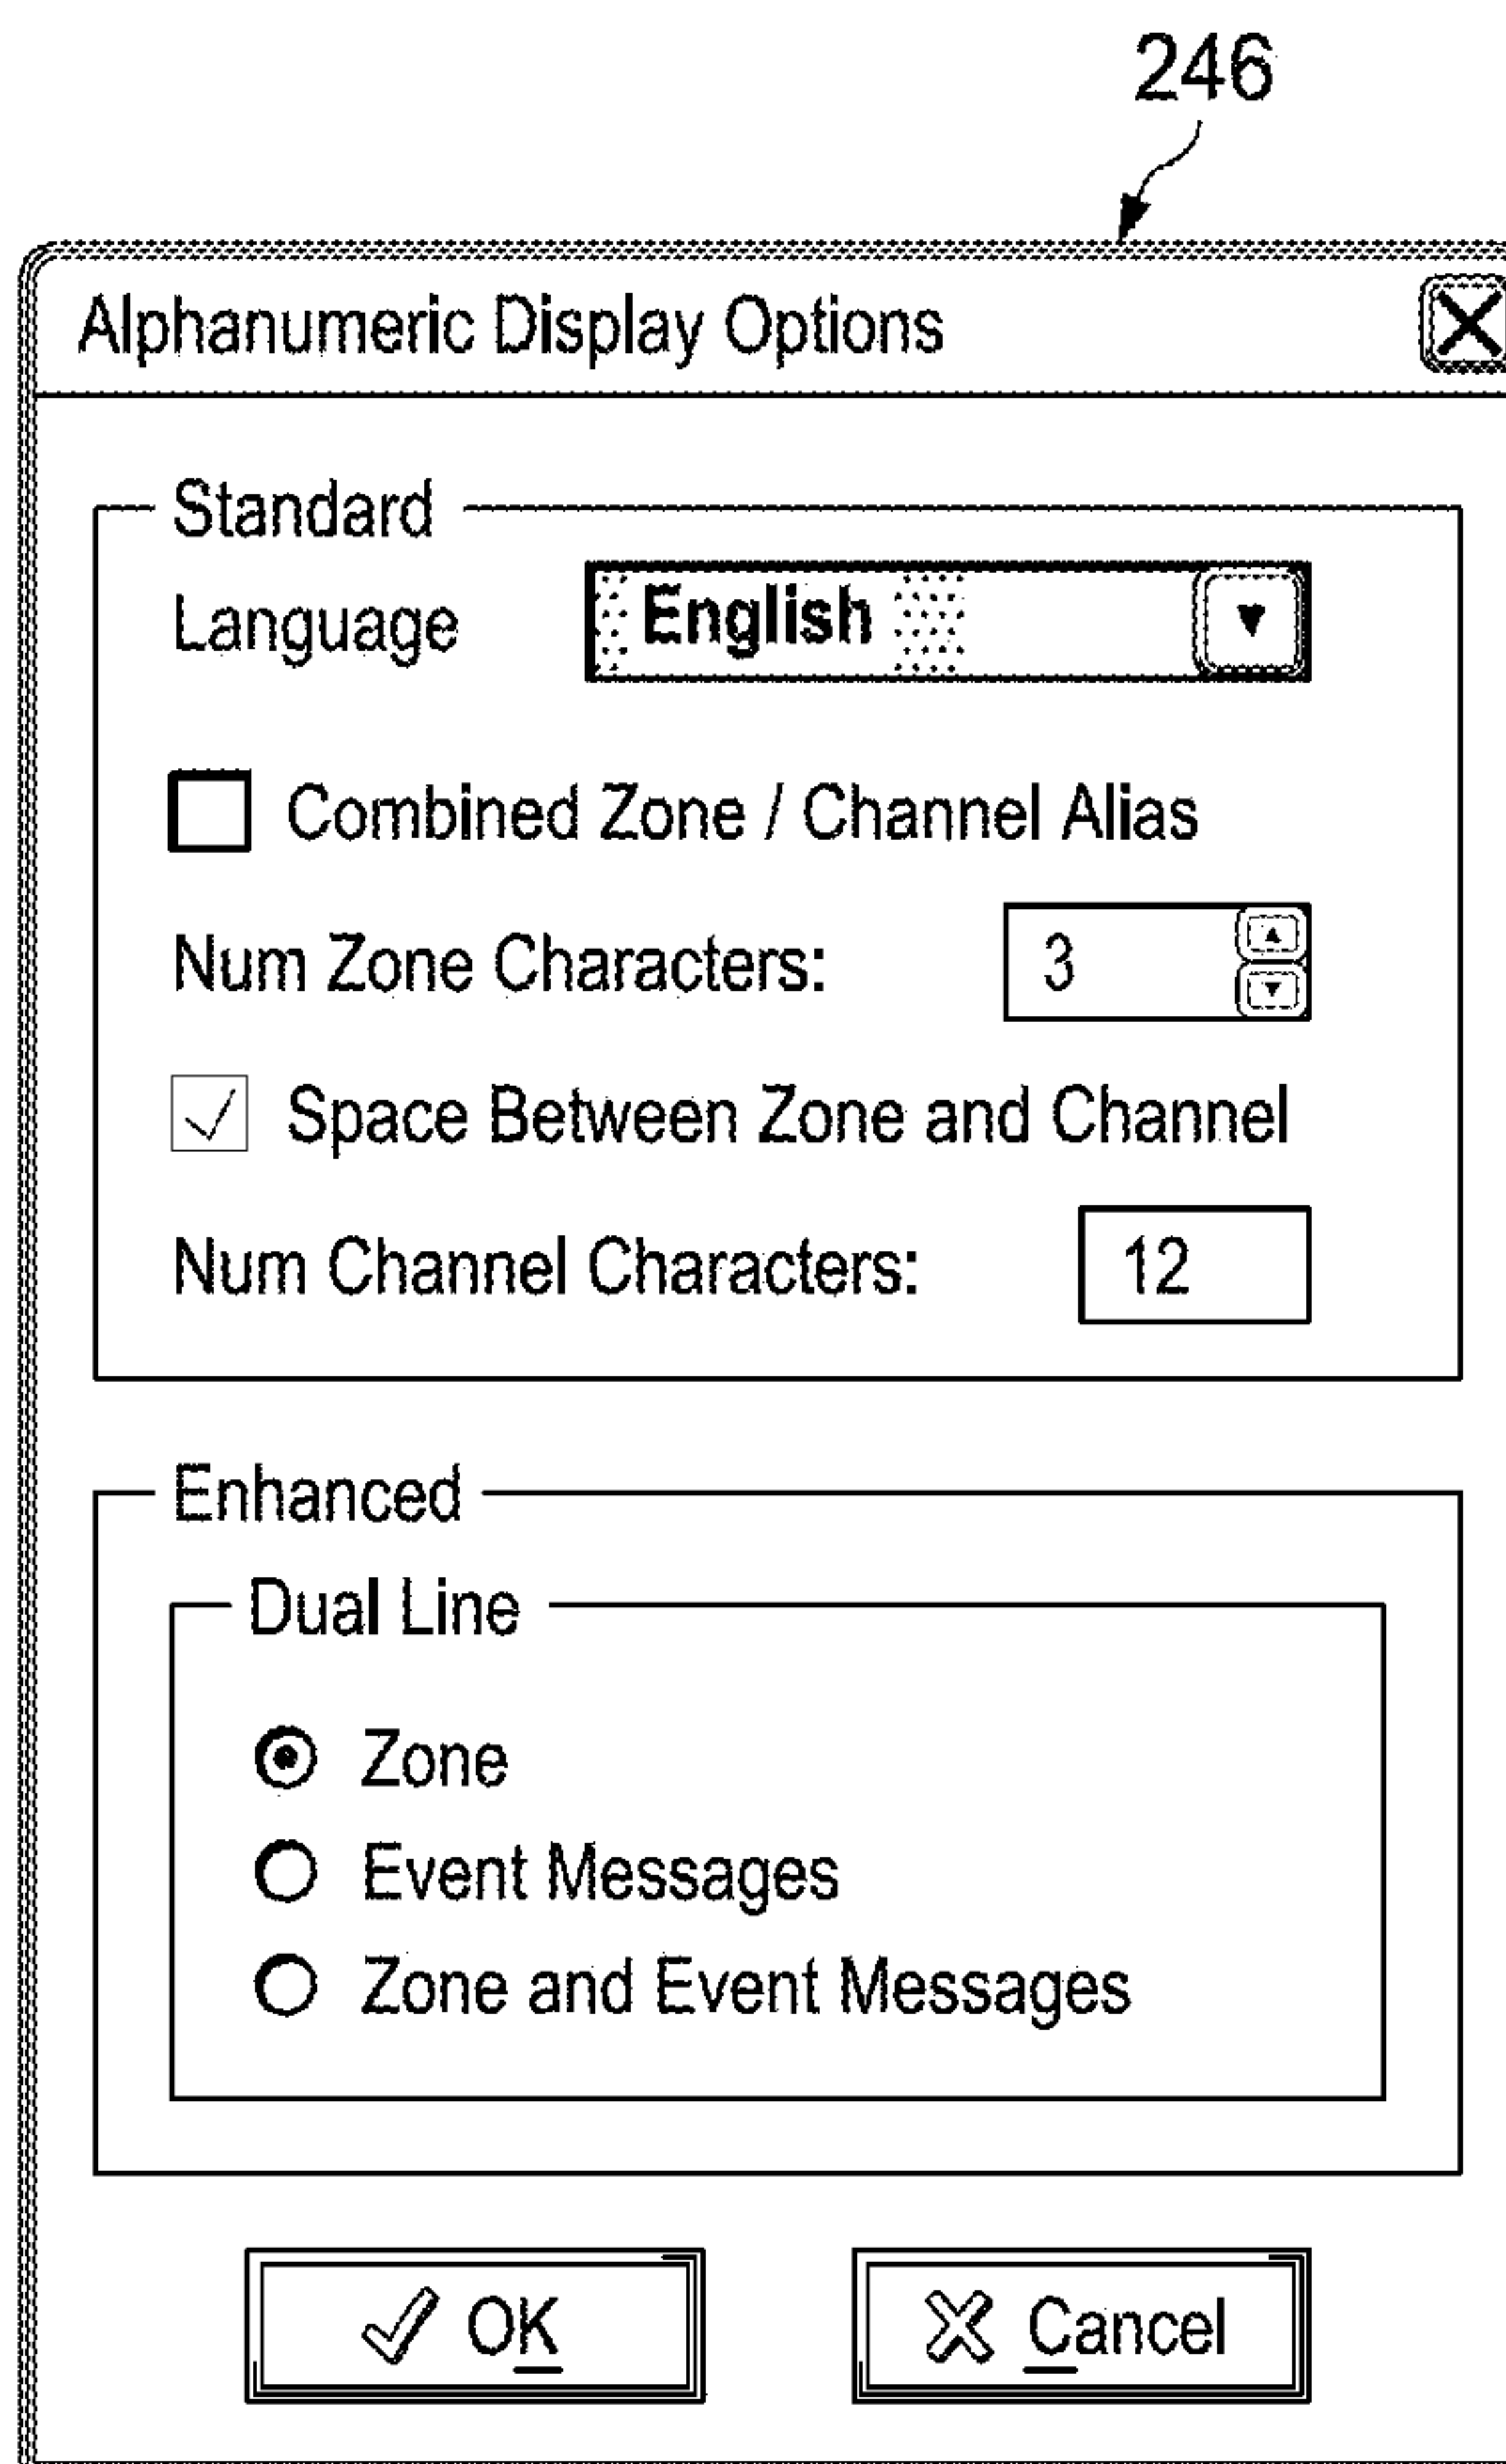 246
Alphanumeric Display Options
Standard
Language English
Combined Zone / Channel Alias
Num Zone Characters: 3
Space Between Zone and Channel
Num Channel Characters: 12
Enhanced
Dual Line
Zone
Event Messages
Zone and Event Messages
OK Cancel